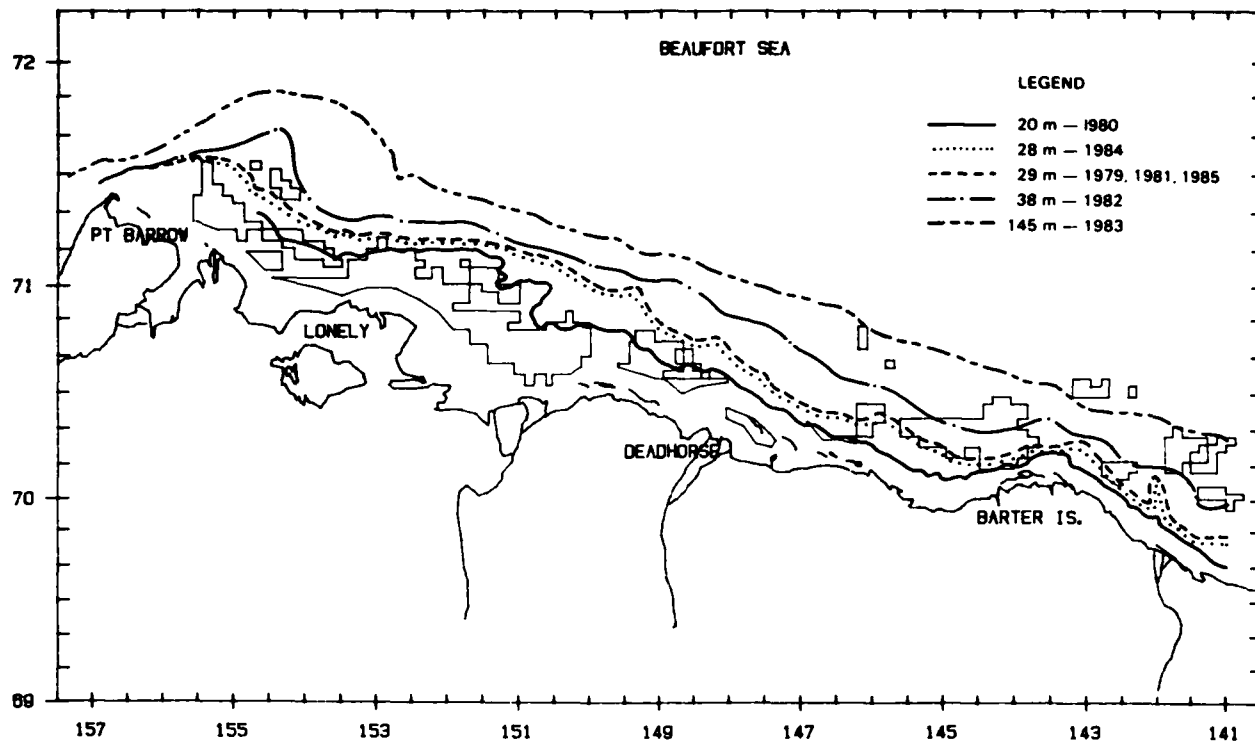 BEAUFORT SEA
72
LEGEND
20 m — 1980
28 m — 1984
29 m — 1979, 1981, 1985
38 m — 1982
145 m — 1983
PT BARROW
71
LONELY
DEADHORSE
70
BARTER IS.
69
157 155 153 151 149 147 145 143 141